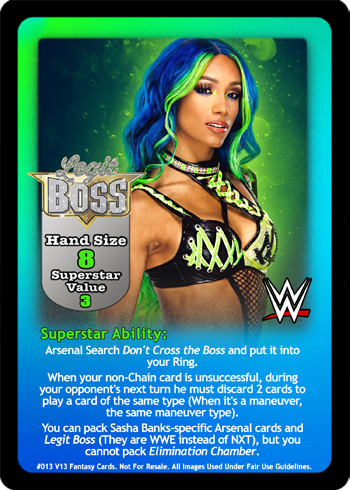 Legit
BOSS
Hand Size
8
Superstar
Value
3
W
Superstar Ability:
Arsenal Search Don't Cross the Boss and put it into
your Ring.
When your non-Chain card is unsuccessful, during
your opponent's next turn he must discard 2 cards to
play a card of the same type (When it's a maneuver,
the same maneuver type).
You can pack Sasha Banks-specific Arsenal cards and
Legit Boss (They are WWE instead of NXT), but you
cannot pack Elimination Chamber.
#013 V13 Fantasy Cards. Not For Resale. All Images Used Under Fair Use Guidelines.